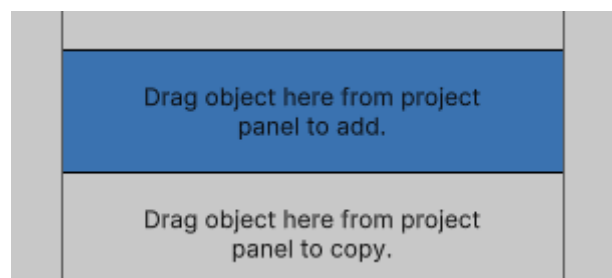 Drag object here from project
panel to add.
Drag object here from project
panel to copy.